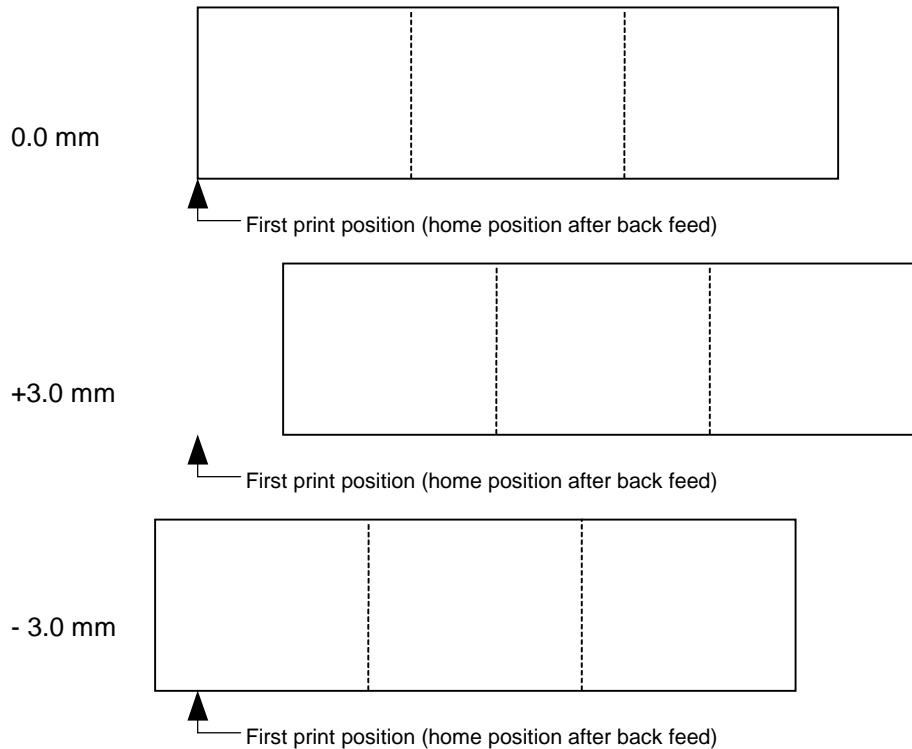 0.0 mm
First print position (home position after back feed)
+3.0 mm
First print position (home position after back feed)
- 3.0 mm
First print position (home position after back feed)